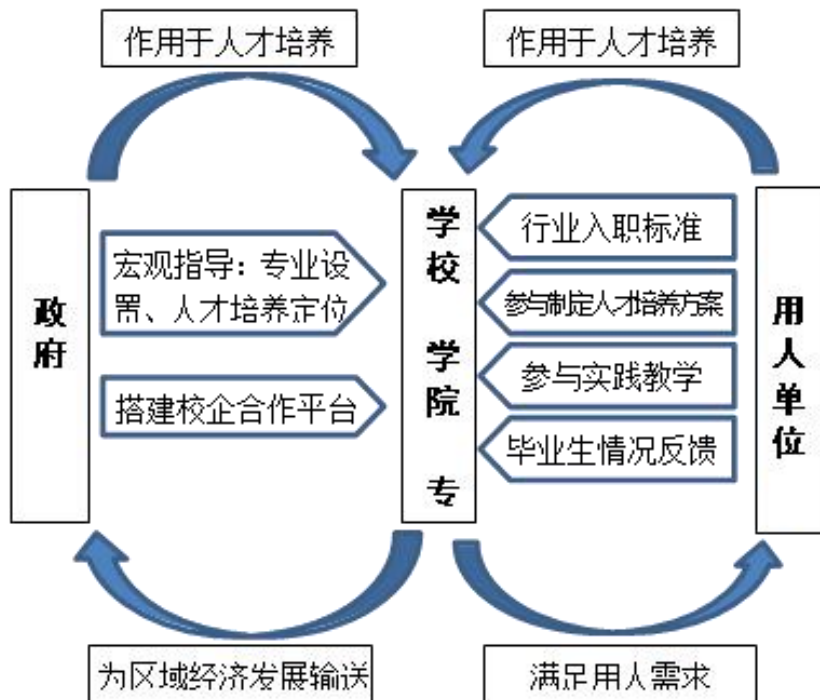 作用于人才培养
作用于人才培养
政府
宏观指导：专业设
置、人才培养定位
搭建校企合作平台
学校 学院 专
行业入职标准
参与制定人才培养方案
参与实践教学
毕业生情况反馈
用人单位
为区域经济发展输送
满足用人需求